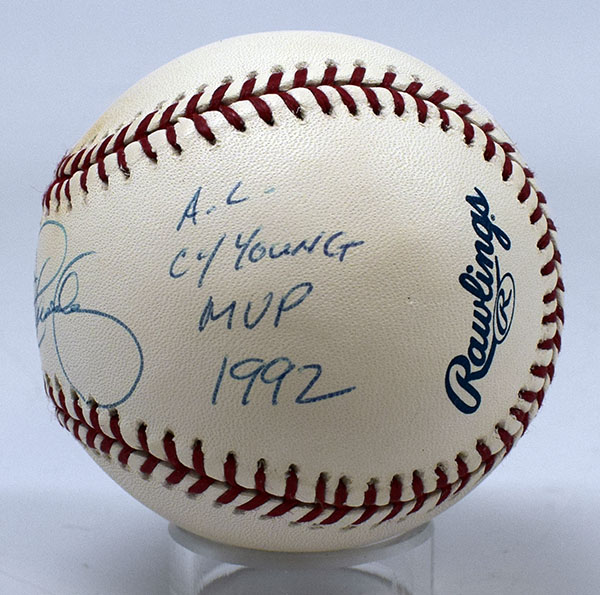 A.L.
CY YOUNG
MVP
1992
Rawlings
®